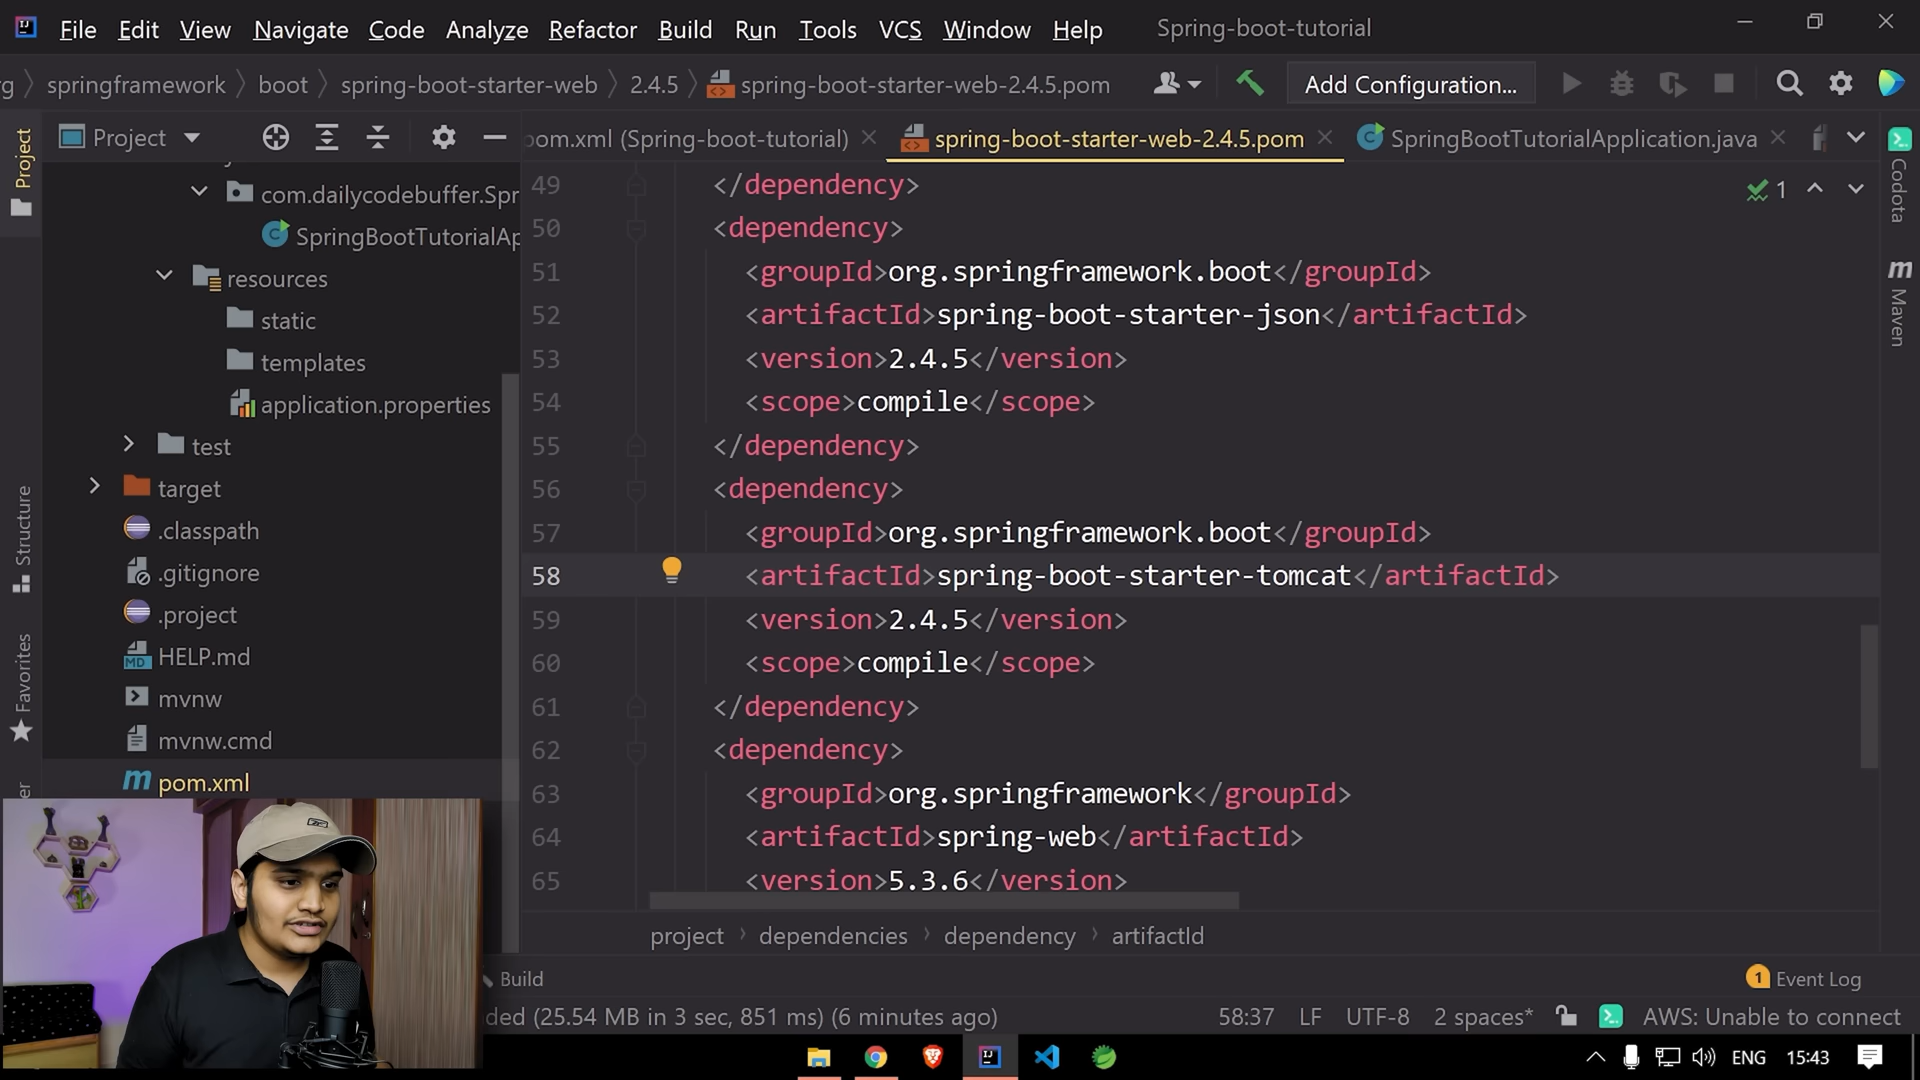 File Edit View Navigate Code Analyze Refactor Build Run Tools VCS Window Help Spring-boot-tutorial
springframework boot spring-boot-starter-web 2.4.5 spring-boot-starter-web-2.4.5.pom Add Configuration...
Project
pom.xml (Spring-boot-tutorial) spring-boot-starter-web-2.4.5.pom SpringBootTutorialApplication.java
Project
Structure
Favorites
com.dailycodebuffer.Spr
SpringBootTutorialAp
resources
static
templates
application.properties
test
target
.classpath
.gitignore
.project
HELP.md
mvnw
mvnw.cmd
pom.xml
49 </dependency>
50 <dependency>
51 <groupId>org.springframework.boot</groupId>
52 <artifactId>spring-boot-starter-json</artifactId>
53 <version>2.4.5</version>
54 <scope>compile</scope>
55 </dependency>
56 <dependency>
57 <groupId>org.springframework.boot</groupId>
58 <artifactId>spring-boot-starter-tomcat</artifactId>
59 <version>2.4.5</version>
60 <scope>compile</scope>
61 </dependency>
62 <dependency>
63 <groupId>org.springframework</groupId>
64 <artifactId>spring-web</artifactId>
65 <version>5.3.6</version>
1
Codota
Maven
project dependencies dependency artifactId
Build
1 Event Log
ded (25.54 MB in 3 sec, 851 ms) (6 minutes ago) 58:37 LF UTF-8 2 spaces* AWS: Unable to connect
ENG 15:43